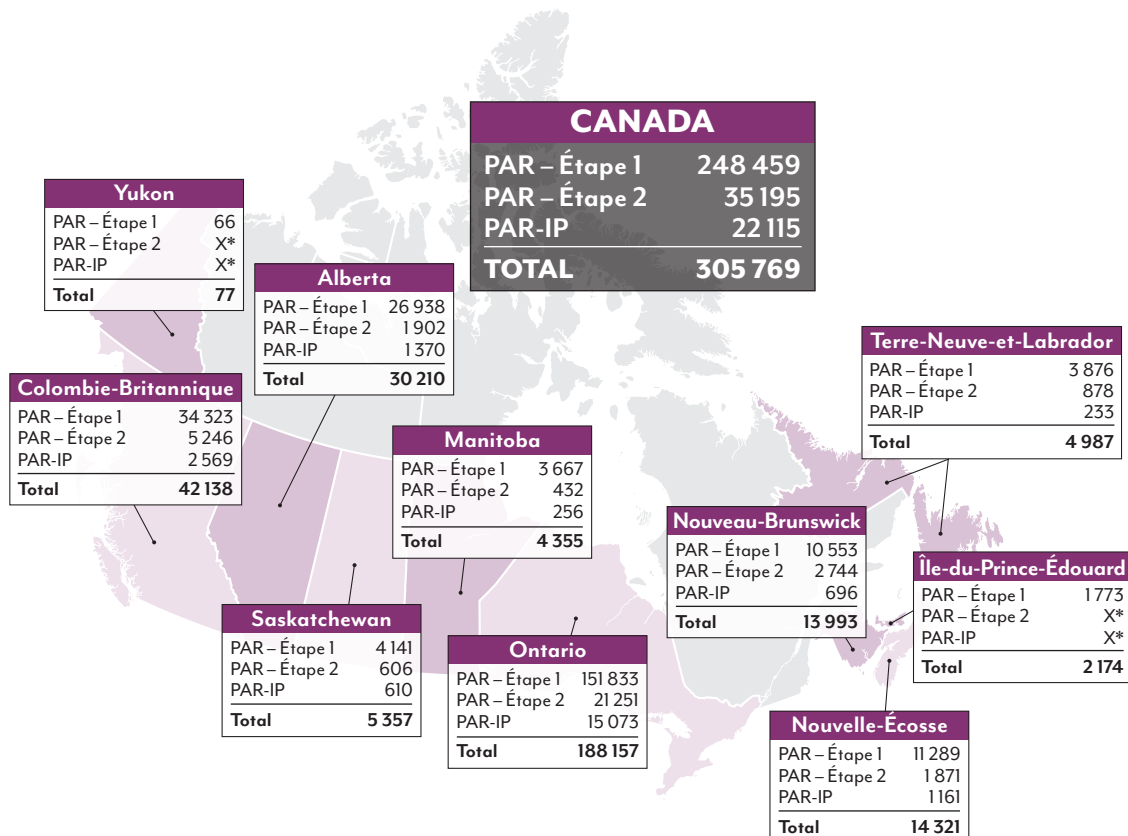 CANADA
PAR – Étape 1 248 459
PAR – Étape 2 35 195
PAR-IP 22 115
TOTAL 305 769
Yukon
PAR – Étape 1 66
PAR – Étape 2 X*
PAR-IP X*
Total 77
Alberta
PAR – Étape 1 26 938
PAR – Étape 2 1 902
PAR-IP 1 370
Total 30 210
Terre-Neuve-et-Labrador
PAR – Étape 1 3 876
PAR – Étape 2 878
PAR-IP 233
Total 4 987
Colombie-Britannique
PAR – Étape 1 34 323
PAR – Étape 2 5 246
PAR-IP 2 569
Total 42 138
Manitoba
PAR – Étape 1 3 667
PAR – Étape 2 432
PAR-IP 256
Total 4 355
Nouveau-Brunswick
PAR – Étape 1 10 553
PAR – Étape 2 2 744
PAR-IP 696
Total 13 993
Île-du-Prince-Édouard
PAR – Étape 1 1 773
PAR – Étape 2 X*
PAR-IP X*
Total 2 174
Saskatchewan
PAR – Étape 1 4 141
PAR – Étape 2 606
PAR-IP 610
Total 5 357
Ontario
PAR – Étape 1 151 833
PAR – Étape 2 21 251
PAR-IP 15 073
Total 188 157
Nouvelle-Écosse
PAR – Étape 1 11 289
PAR – Étape 2 1 871
PAR-IP 1 161
Total 14 321